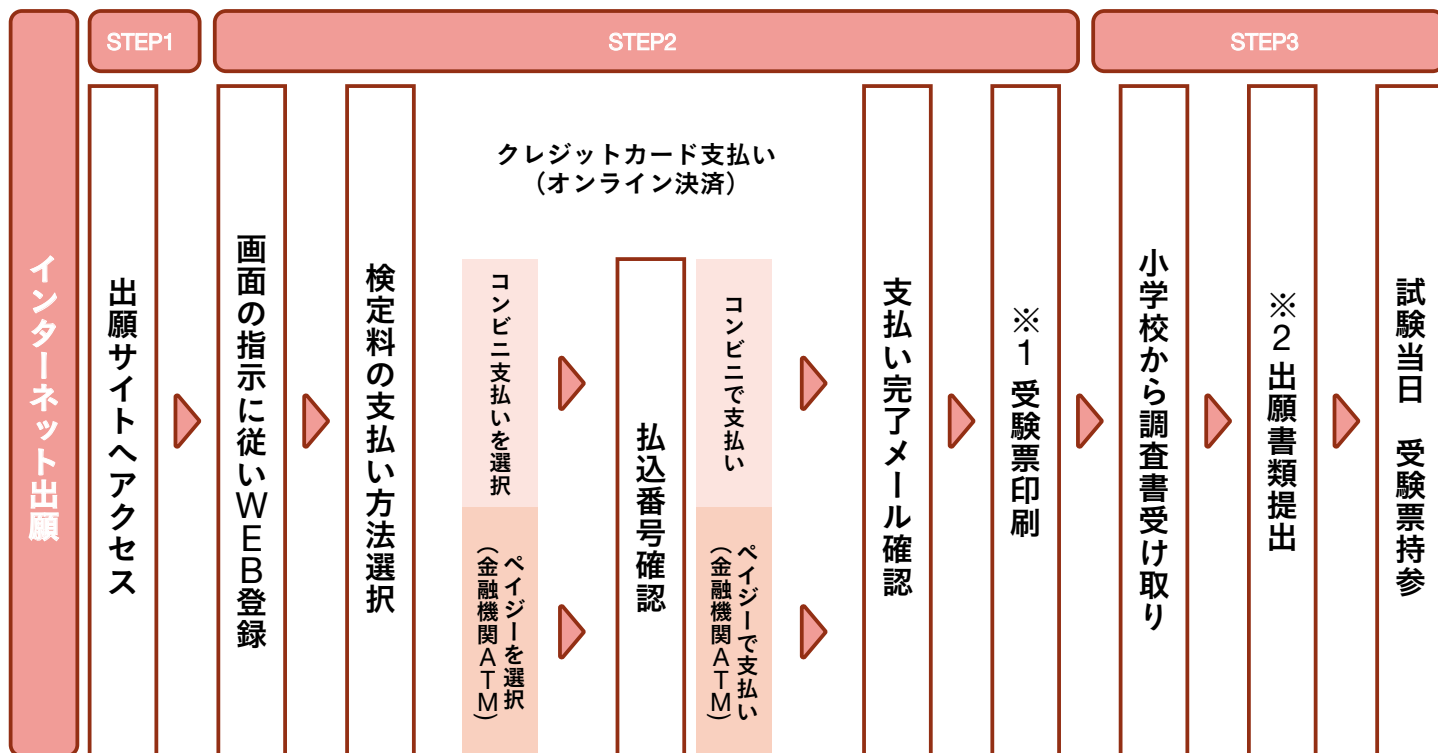 インターネット出願
STEP1
STEP2
STEP3
出願サイトへアクセス
画面の指示に従いWEB登録
検定料の支払い方法選択
クレジットカード支払い
（オンライン決済）
コンビニ支払いを選択
ペイジーを選択
（金融機関ATM）
払込番号確認
コンビニで支払い
ペイジーで支払い
（金融機関ATM）
支払い完了メール確認
※1 受験票印刷
小学校から調査書受け取り
※2 出願書類提出
試験当日 受験票持参